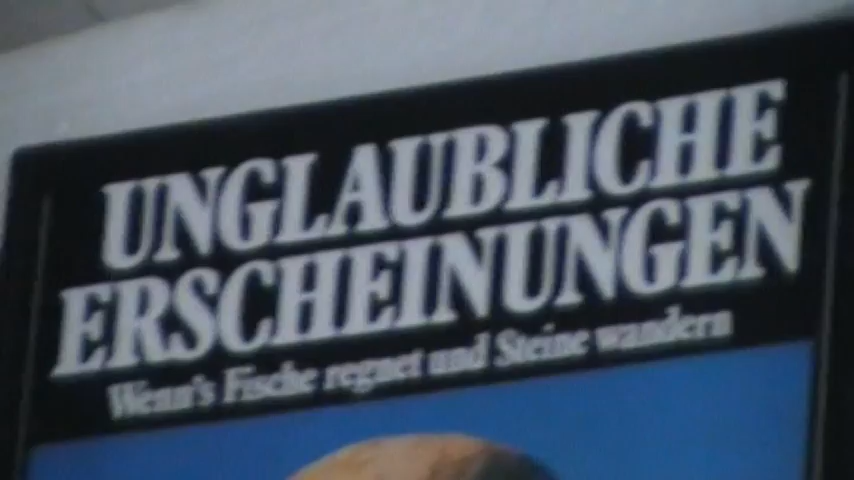 UNGLAUBLICHE
ERSCHEINUNGEN
Wenn's Fische regnet und Steine wandern